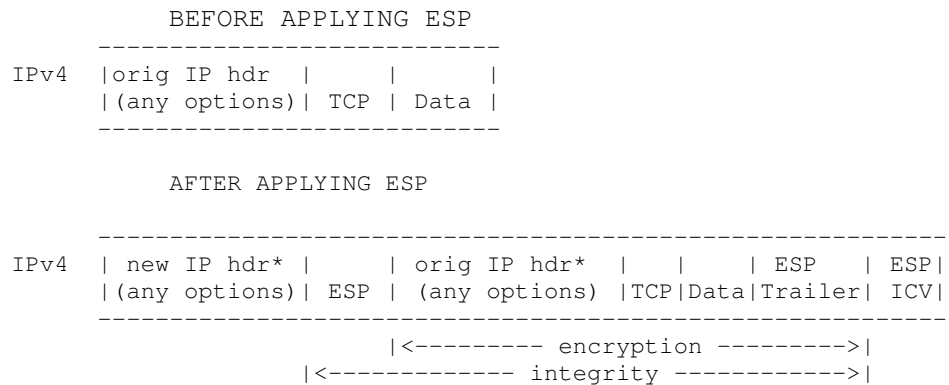 BEFORE APPLYING ESP
-----------------------------
IPv4 |orig IP hdr | | |
|(any options)| TCP | Data |
-----------------------------
AFTER APPLYING ESP
-----------------------------------------------------------
IPv4 | new IP hdr* | | orig IP hdr* | | | ESP | ESP|
|(any options)| ESP | (any options) |TCP|Data|Trailer| ICV|
-----------------------------------------------------------
|<--------- encryption --------->|
|<------------- integrity ------------>|